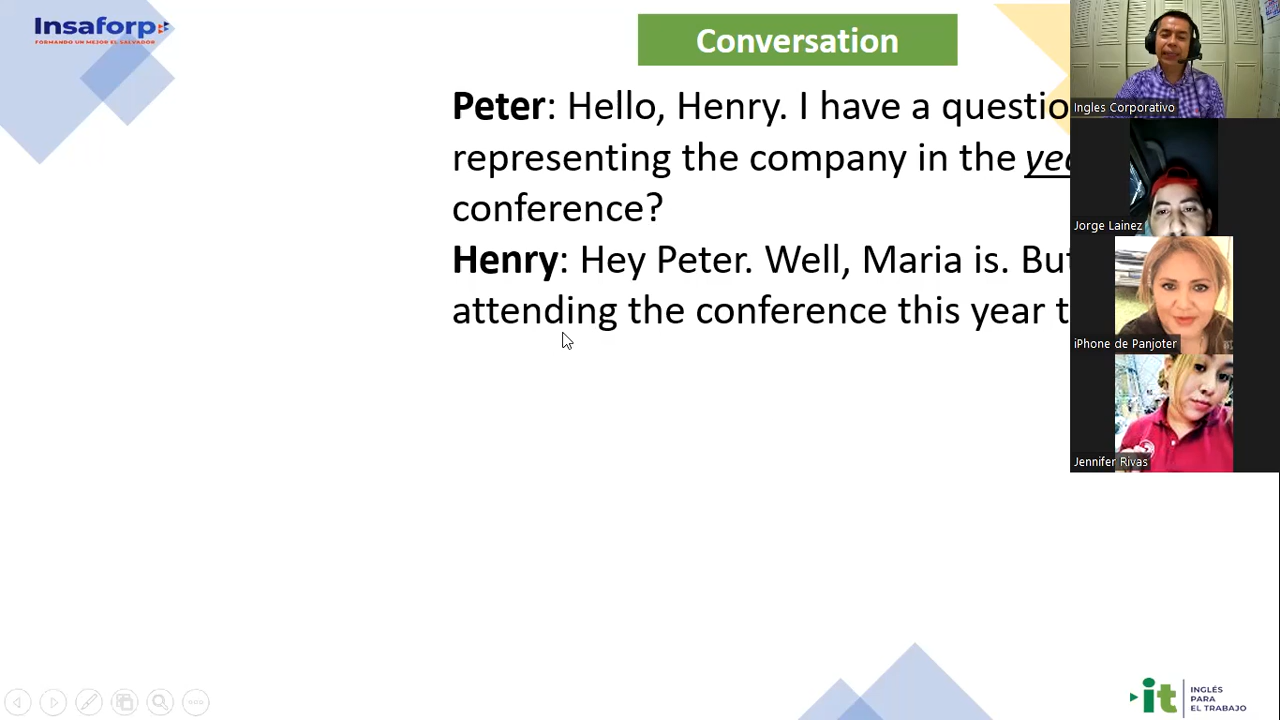 Insaforp
FORMANDO UN MEJOR EL SALVADOR
Conversation
Peter: Hello, Henry. I have a questio
representing the company in the
conference?
Henry: Hey Peter. Well, Maria is. But
attending the conference this year t
Ingles Corporativo
Jorge Lainez
iPhone de Panjoter
Jennifer Rivas
it
INGLÉS
PARA
EL TRABAJO